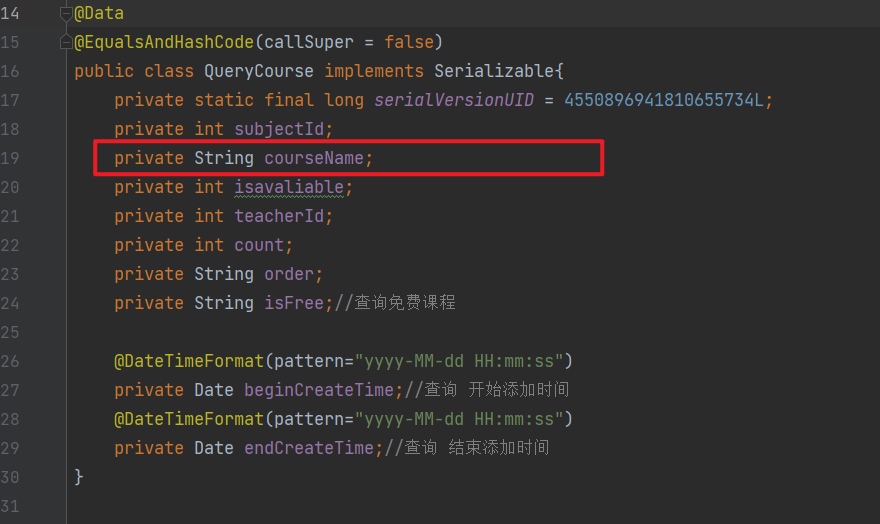 14 @Data
15 @EqualsAndHashCode(callSuper = false)
16 public class QueryCourse implements Serializable{
17 private static final long serialVersionUID = 4550896941810655734L;
18 private int subjectId;
19 private String courseName;
20 private int isavaliable;
21 private int teacherId;
22 private int count;
23 private String order;
24 private String isFree;//查询免费课程
25
26 @DateTimeFormat(pattern="yyyy-MM-dd HH:mm:ss")
27 private Date beginCreateTime;//查询 开始添加时间
28 @DateTimeFormat(pattern="yyyy-MM-dd HH:mm:ss")
29 private Date endCreateTime;//查询 结束添加时间
30 }
31